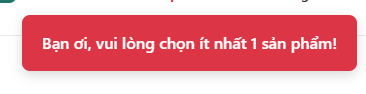 Bạn ơi, vui lòng chọn ít nhất 1 sản phẩm!